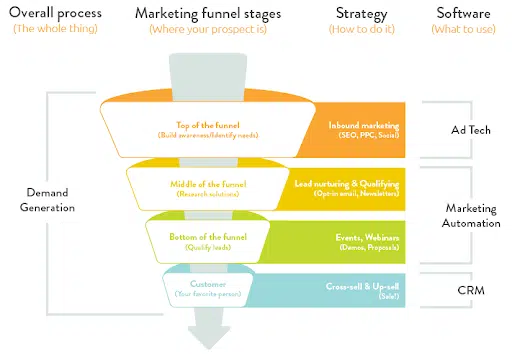 Overall process
(The whole thing)
Marketing funnel stages
(Where your prospect is)
Strategy
(How to do it)
Software
(What to use)
Demand
Generation
Top of the funnel
(Build awareness/Identify needs)
Inbound marketing
(SEO, PPC, Social)
Ad Tech
Middle of the funnel
(Research solutions)
Lead nurturing & Qualifying
(Opt-in email, Newsletters)
Marketing
Automation
Bottom of the funnel
(Qualify leads)
Events, Webinars
(Demos, Proposals)
Customer
(Your favorite person)
Cross-sell & Up-sell
(Sale!)
CRM